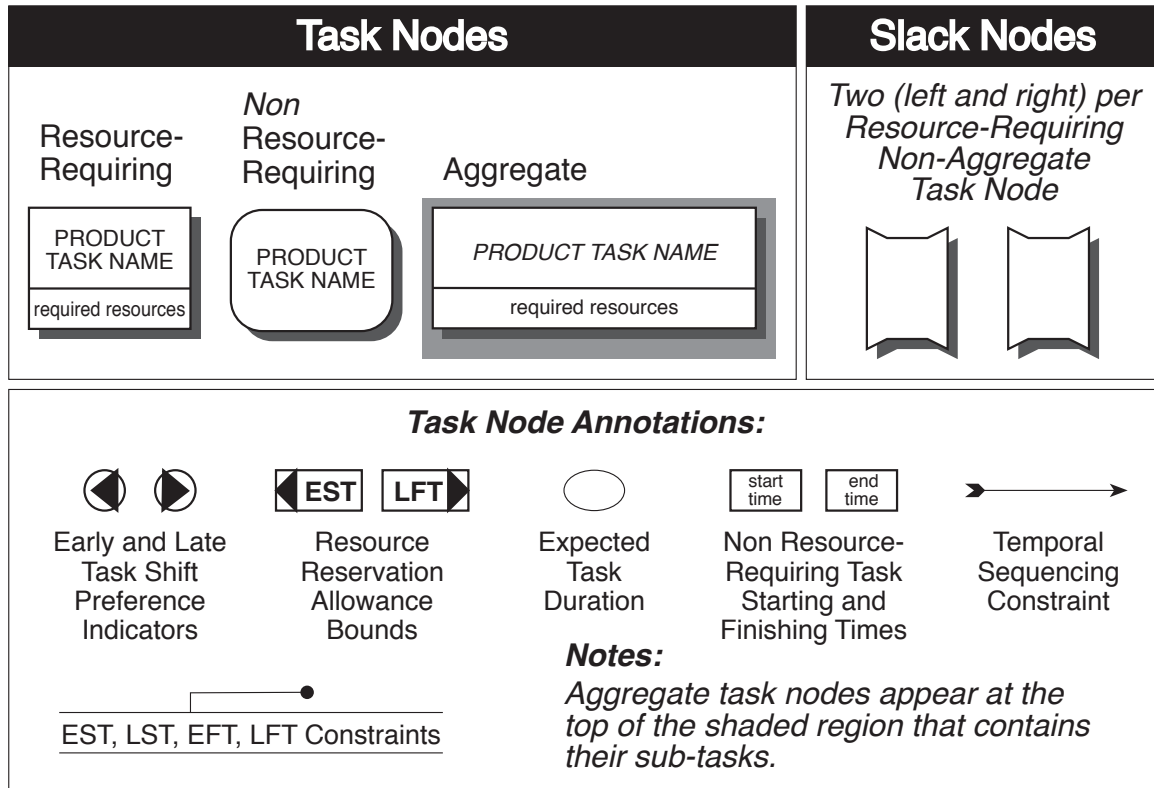 Task Nodes
Resource-
Requiring
Non
Resource-
Requiring
Aggregate
PRODUCT
TASK NAME
required resources
PRODUCT
TASK NAME
PRODUCT TASK NAME
required resources
Slack Nodes
Two (left and right) per
Resource-Requiring
Non-Aggregate
Task Node
Task Node Annotations:
Early and Late
Task Shift
Preference
Indicators
EST
LFT
Resource
Reservation
Allowance
Bounds
Expected
Task
Duration
start
time
end
time
Non Resource-
Requiring Task
Starting and
Finishing Times
Temporal
Sequencing
Constraint
EST, LST, EFT, LFT Constraints
Notes:
Aggregate task nodes appear at the
top of the shaded region that contains
their sub-tasks.